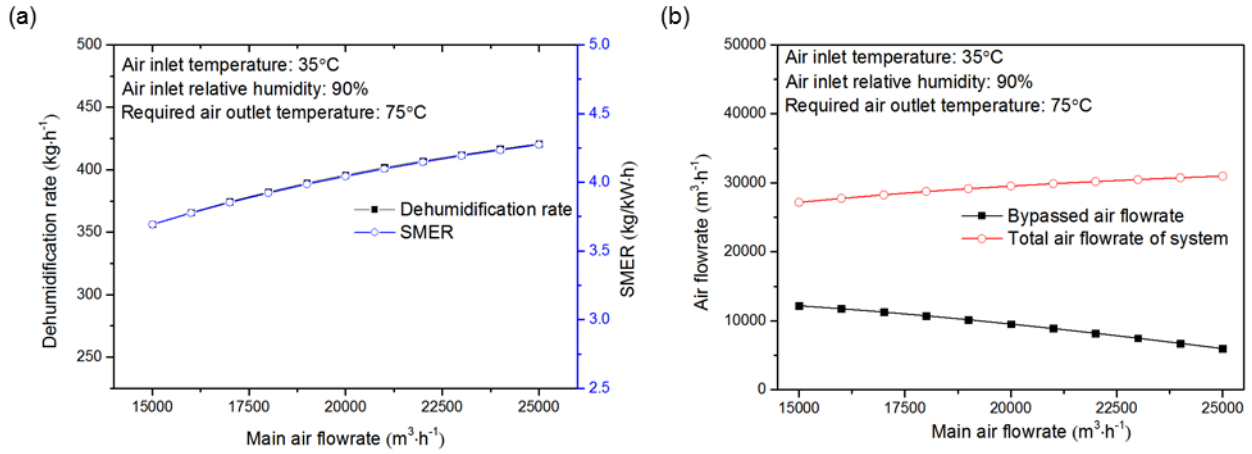 (a)
500
450
400
350
300
250
Dehumidification rate (kg·h⁻¹)
Air inlet temperature: 35°C
Air inlet relative humidity: 90%
Required air outlet temperature: 75°C
Dehumidification rate
SMER
5.0
4.5
4.0
3.5
3.0
2.5
SMER (kg/kW·h)
15000 17500 20000 22500 25000
Main air flowrate (m³·h⁻¹)
(b)
50000
40000
30000
20000
10000
0
Air flowrate (m³·h⁻¹)
Air inlet temperature: 35°C
Air inlet relative humidity: 90%
Required air outlet temperature: 75°C
Bypassed air flowrate
Total air flowrate of system
15000 17500 20000 22500 25000
Main air flowrate (m³·h⁻¹)